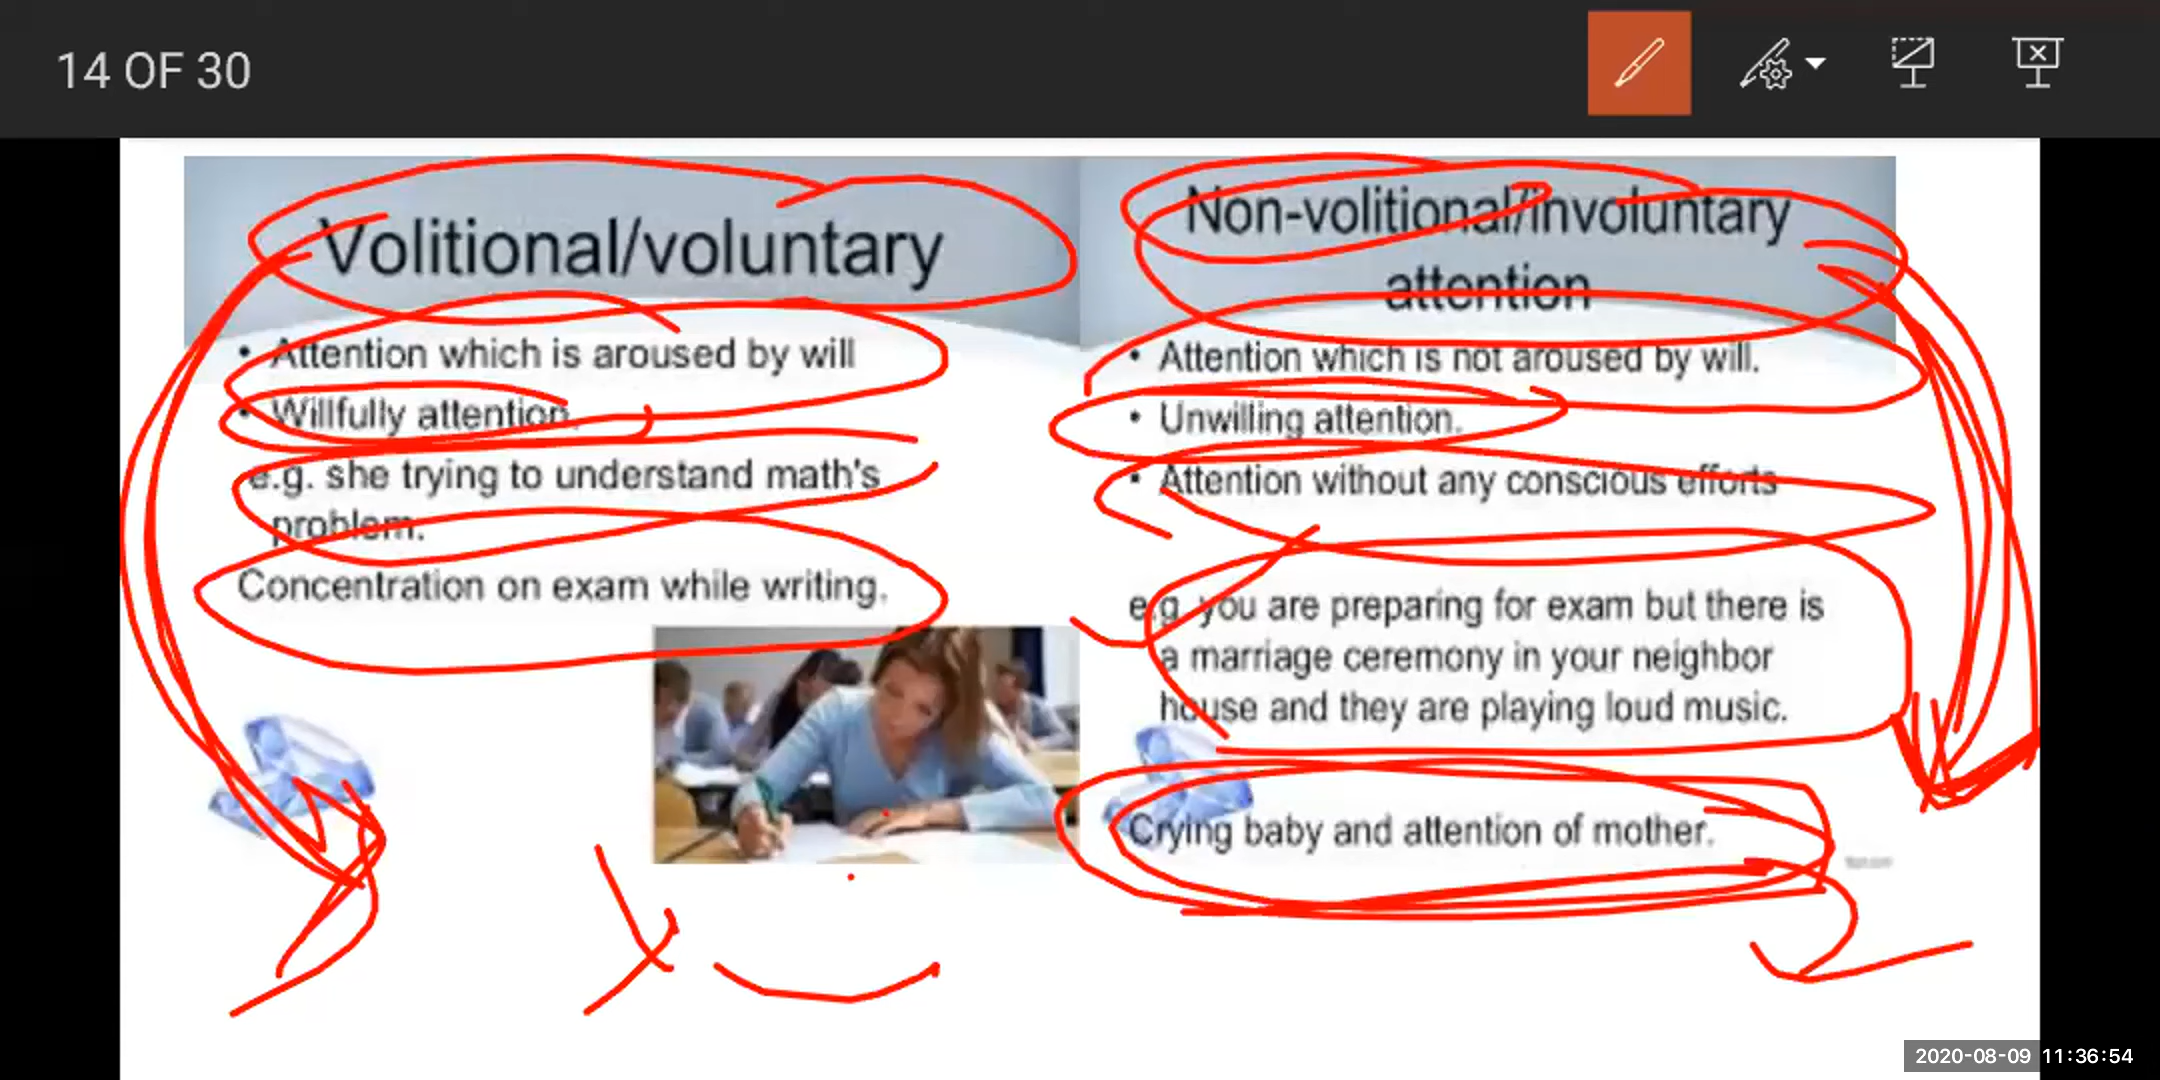 14 OF 30
Volitional/voluntary
• Attention which is aroused by will
• Willfully attention.
e.g. she trying to understand math's
problem.
Concentration on exam while writing.
Non-volitional/involuntary
attention
• Attention which is not aroused by will.
• Unwilling attention.
• Attention without any conscious efforts
e.g. you are preparing for exam but there is
a marriage ceremony in your neighbor
house and they are playing loud music.
Crying baby and attention of mother.
2020-08-09 11:36:54